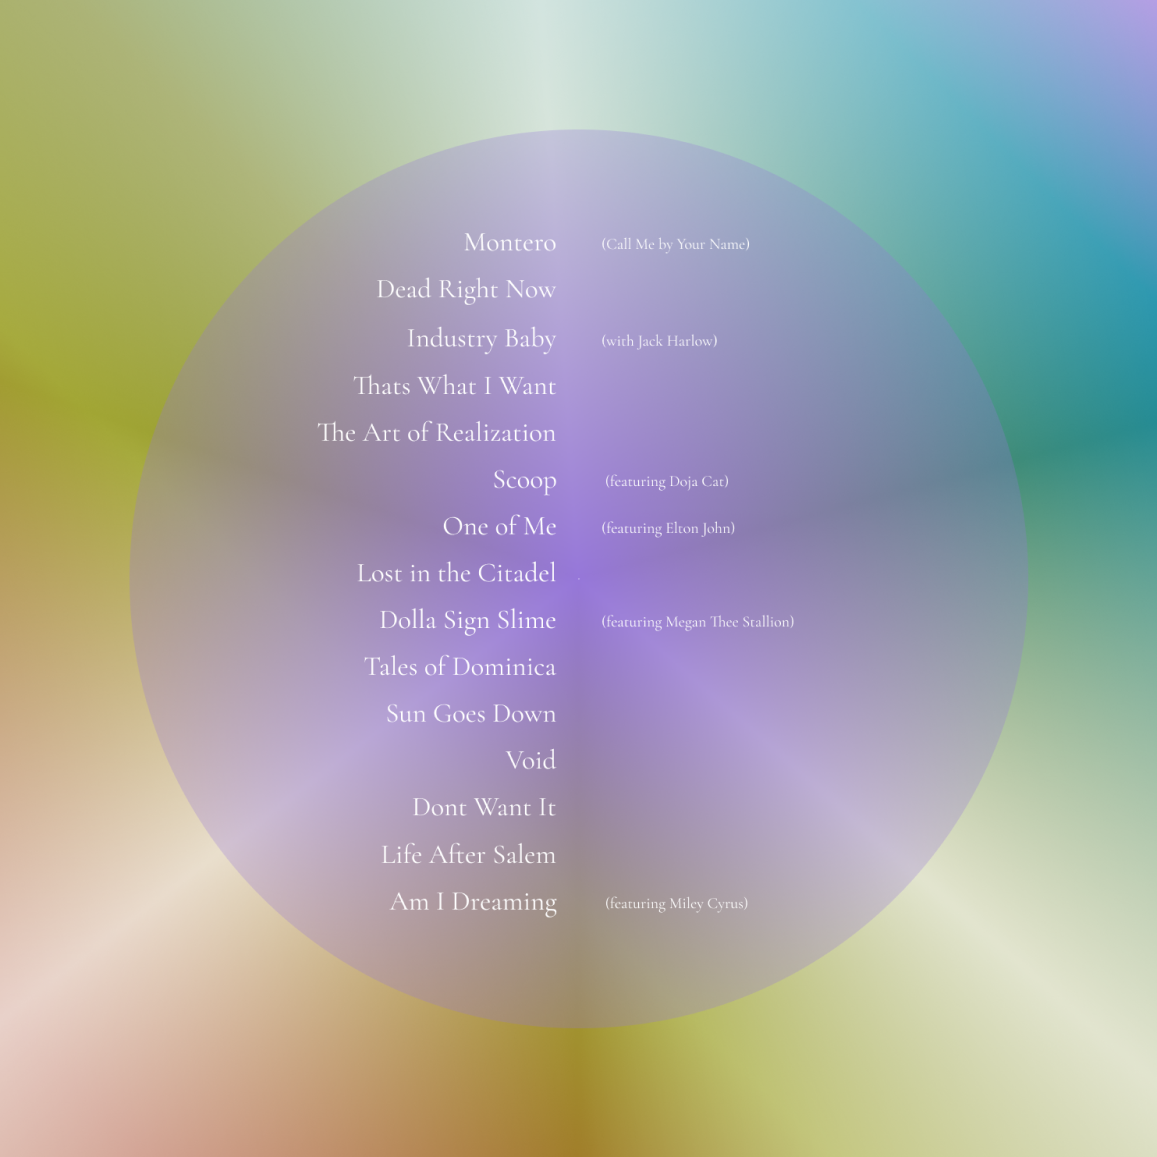 Montero (Call Me by Your Name)
Dead Right Now
Industry Baby (with Jack Harlow)
Thats What I Want
The Art of Realization
Scoop (featuring Doja Cat)
One of Me (featuring Elton John)
Lost in the Citadel
Dolla Sign Slime (featuring Megan Thee Stallion)
Tales of Dominica
Sun Goes Down
Void
Dont Want It
Life After Salem
Am I Dreaming (featuring Miley Cyrus)